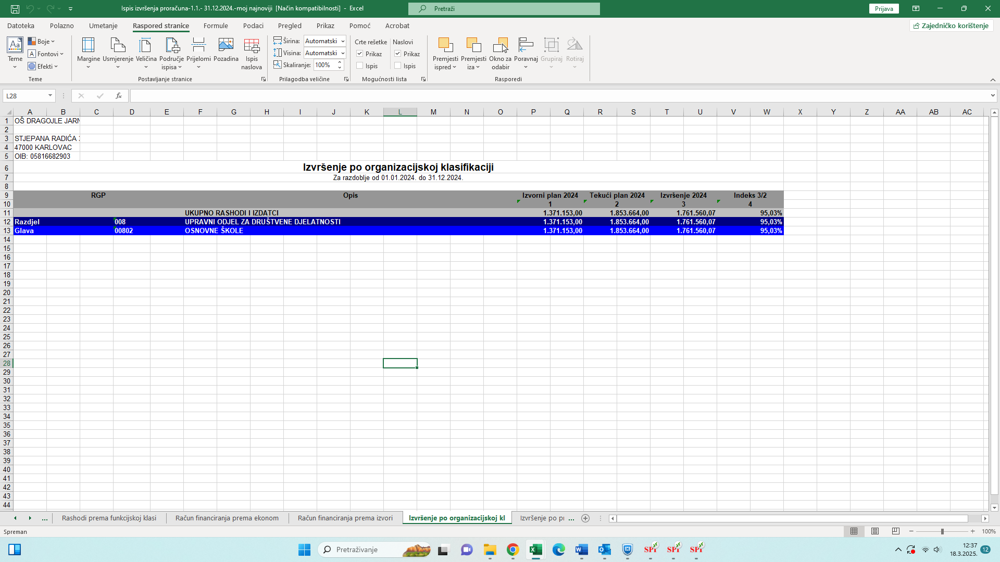 Ispis izvršenja proračuna-1.1.- 31.12.2024.-moj najnoviji [Način kompatibilnosti] - Excel
Pretraži
Prijava
Datoteka Polazno Umetanje Raspored stranice Formule Podaci Pregled Prikaz Pomoć Acrobat
Zajedničko korištenje
Teme
Boje
Fontovi
Efekti
Teme
Margine Usmjerenje Veličina Područje ispisa Prijelomi Pozadina Ispis naslova
Postavljanje stranice
Širina: Automatski
Visina: Automatski
Skaliranje: 100%
Prilagodba veličine
Crte rešetke Naslovi
Prikaz Prikaz
Ispis Ispis
Mogućnosti lista
Premjesti ispred Premjesti iza Okno za odabir Poravnaj Grupiraj Rotiraj
Rasporedi
L28
fx
A B C D E F G H I J K L M N O P Q R S T U V W X Y Z AA AB AC
1 OŠ DRAGOJLE JARN
2
3 STJEPANA RADIĆA
4 47000 KARLOVAC
5 OIB: 05816682903
6 Izvršenje po organizacijskoj klasifikaciji
7 Za razdoblje od 01.01.2024. do 31.12.2024.
8
9 RGP Opis Izvorni plan 2024 Tekući plan 2024 Izvršenje 2024 Indeks 3/2
10 1 2 3 4
11 UKUPNO RASHODI I IZDATCI 1.371.153,00 1.853.664,00 1.761.560,07 95,03%
12 Razdjel 008 UPRAVNI ODJEL ZA DRUŠTVENE DJELATNOSTI 1.371.153,00 1.853.664,00 1.761.560,07 95,03%
13 Glava 00802 OSNOVNE ŠKOLE 1.371.153,00 1.853.664,00 1.761.560,07 95,03%
14
15
16
17
18
19
20
21
22
23
24
25
26
27
28
29
30
31
32
33
34
35
36
37
38
39
40
41
42
43
44
... Rashodi prema funkcijskoj klasi Račun financiranja prema ekonom Račun financiranja prema izvori Izvršenje po organizacijskoj kl Izvršenje po pr ...
Spreman
100%
Pretraživanje
SPI SPI SPI
12:37
18.3.2025.
12